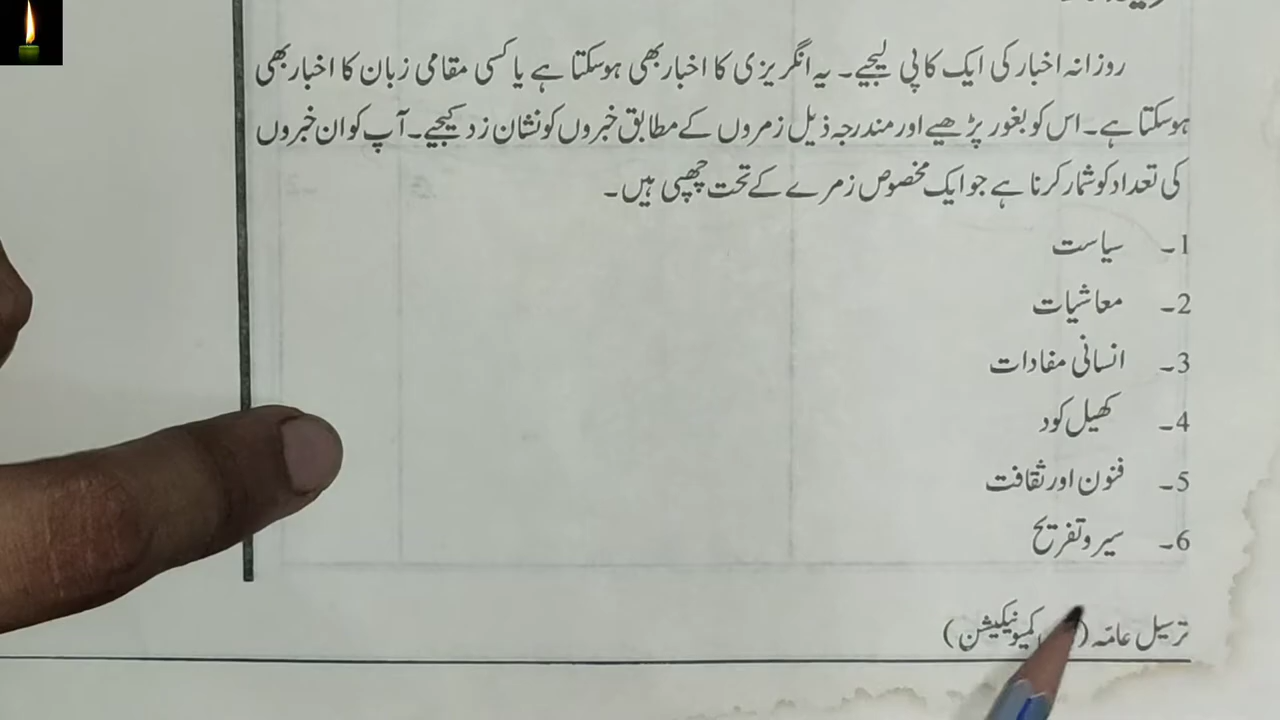 روزانہ اخبار کی ایک کاپی لیجیے۔ یہ انگریزی کا اخبار بھی ہوسکتا ہے یا کسی مقامی زبان کا اخبار بھی
ہوسکتا ہے۔ اس کو بغور پڑھیے اور مندرجہ ذیل زمروں کے مطابق خبروں کو نشان زد کیجیے۔ آپ کو ان خبروں
کی تعداد کو شمار کرنا ہے جو ایک مخصوص زمرے کے تحت چھپی ہیں۔
1۔ سیاست
2۔ معاشیات
3۔ انسانی مفادات
4۔ کھیل کود
5۔ فنون اور ثقافت
6۔ سیر و تفریح
ترسیل عامّہ ( کمیونیکیشن)